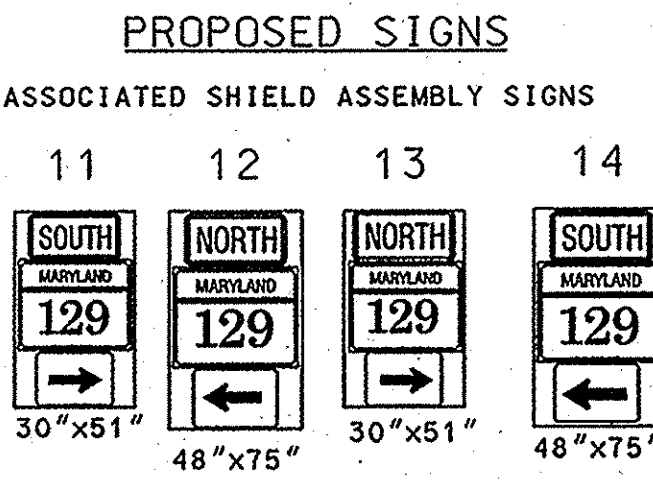 PROPOSED SIGNS
ASSOCIATED SHIELD ASSEMBLY SIGNS
11 12 13 14
SOUTH NORTH NORTH SOUTH
MARYLAND MARYLAND MARYLAND MARYLAND
129 129 129 129
30"x51" 48"x75" 30"x51" 48"x75"